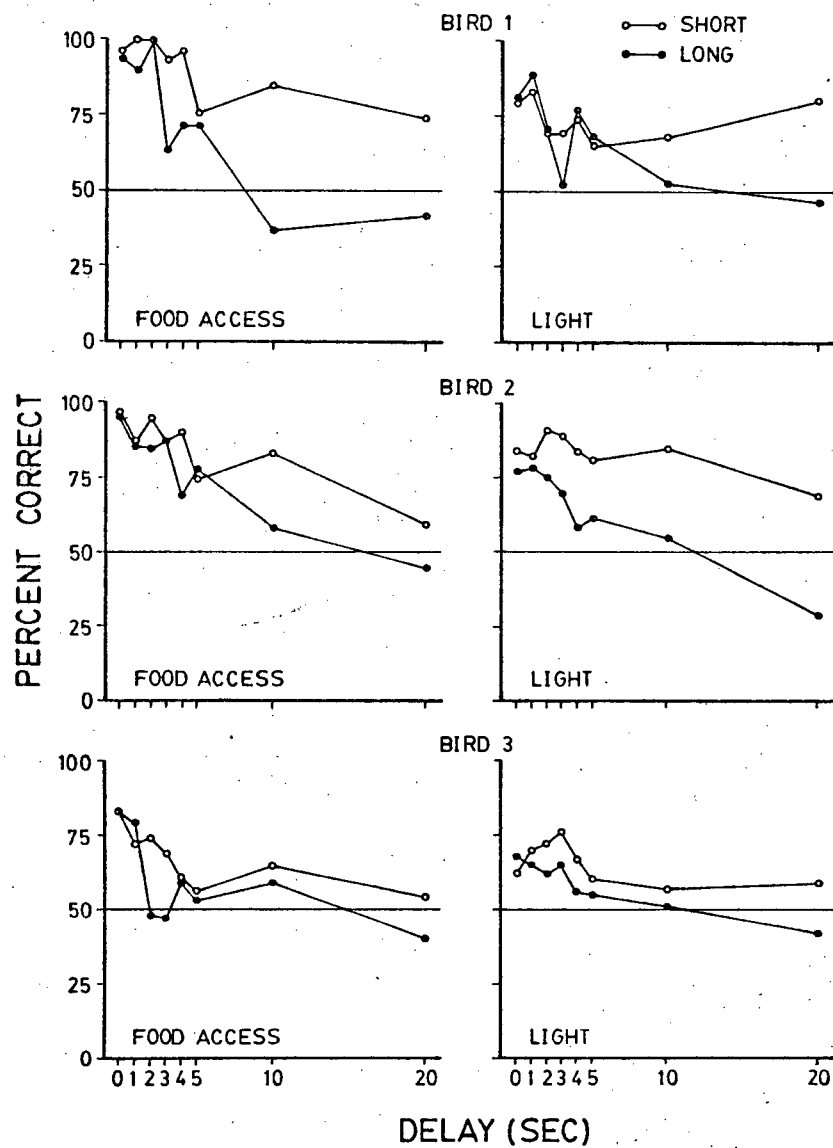 BIRD 1
SHORT
LONG
100
75
50
25
0
FOOD ACCESS
LIGHT
BIRD 2
100
75
50
25
0
FOOD ACCESS
LIGHT
BIRD 3
100
75
50
25
0
FOOD ACCESS
LIGHT
0 1 2 3 4 5 10 20
0 1 2 3 4 5 10 20
PERCENT CORRECT
DELAY (SEC)